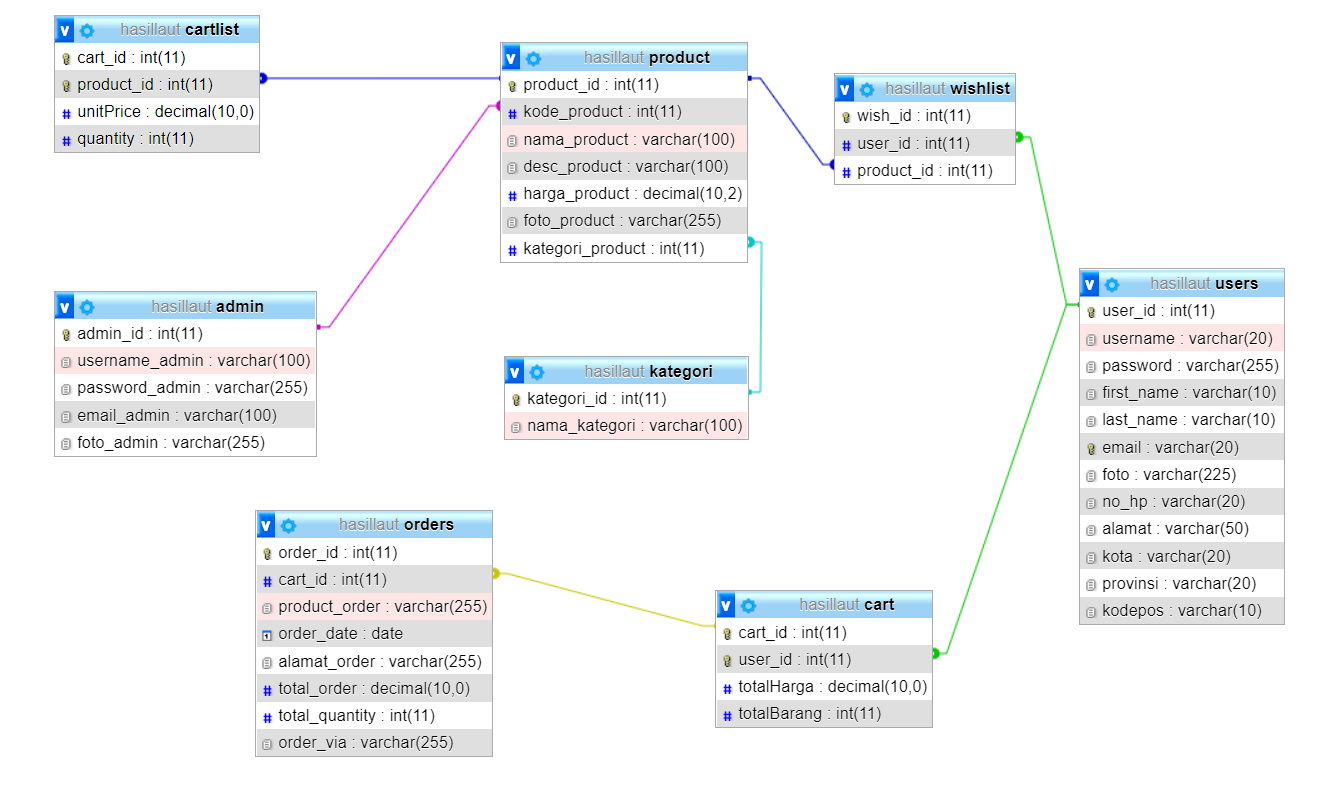 v hasillaut cartlist
cart_id : int(11)
product_id : int(11)
# unitPrice : decimal(10,0)
# quantity : int(11)
v hasillaut product
product_id : int(11)
# kode_product : int(11)
nama_product : varchar(100)
desc_product : varchar(100)
# harga_product : decimal(10,2)
foto_product : varchar(255)
# kategori_product : int(11)
v hasillaut wishlist
wish_id : int(11)
# user_id : int(11)
# product_id : int(11)
v hasillaut admin
admin_id : int(11)
username_admin : varchar(100)
password_admin : varchar(255)
email_admin : varchar(100)
foto_admin : varchar(255)
v hasillaut kategori
kategori_id : int(11)
nama_kategori : varchar(100)
v hasillaut users
user_id : int(11)
username : varchar(20)
password : varchar(255)
first_name : varchar(10)
last_name : varchar(10)
email : varchar(20)
foto : varchar(225)
no_hp : varchar(20)
alamat : varchar(50)
kota : varchar(20)
provinsi : varchar(20)
kodepos : varchar(10)
v hasillaut orders
order_id : int(11)
# cart_id : int(11)
product_order : varchar(255)
1 order_date : date
alamat_order : varchar(255)
# total_order : decimal(10,0)
# total_quantity : int(11)
order_via : varchar(255)
v hasillaut cart
cart_id : int(11)
user_id : int(11)
# totalHarga : decimal(10,0)
# totalBarang : int(11)